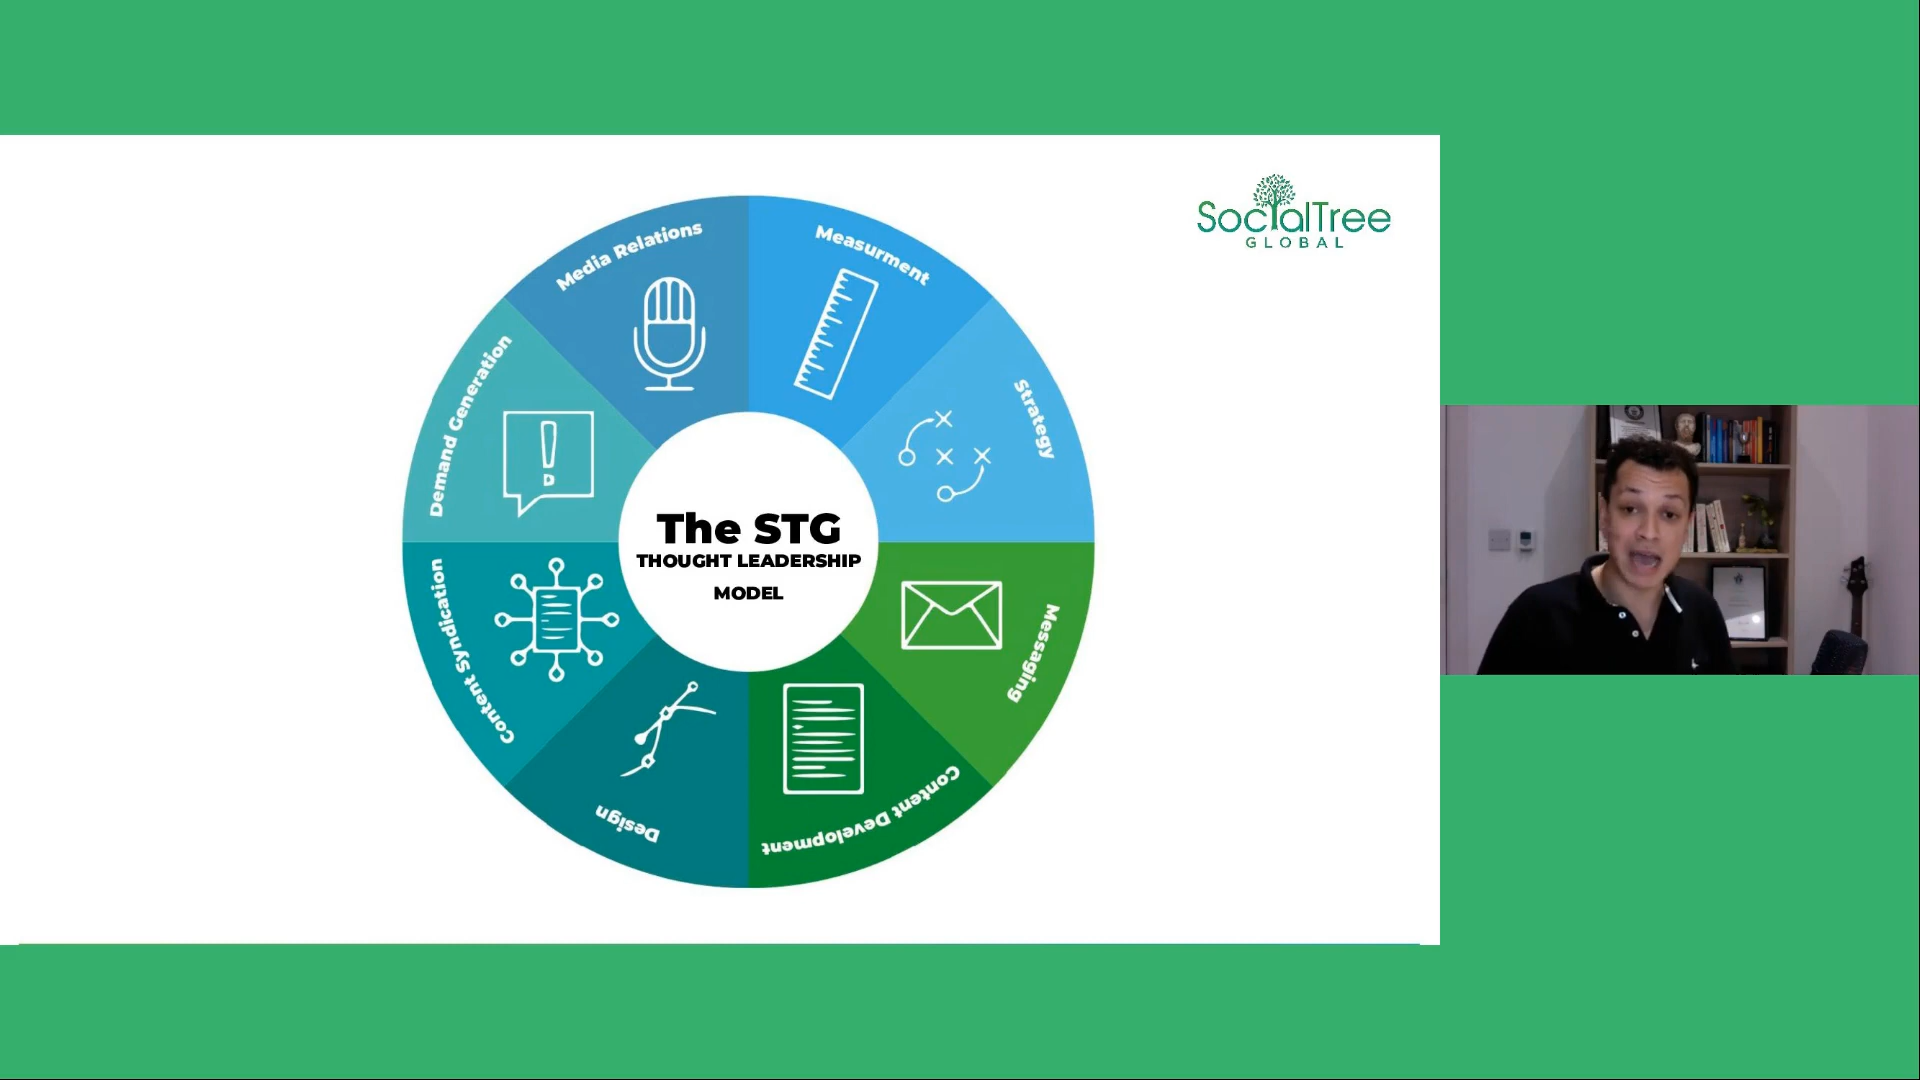 SocialTree
GLOBAL
Media Relations
Measurment
Strategy
Messaging
Content Development
Design
Content Syndication
Demand Generation
The STG
THOUGHT LEADERSHIP
MODEL